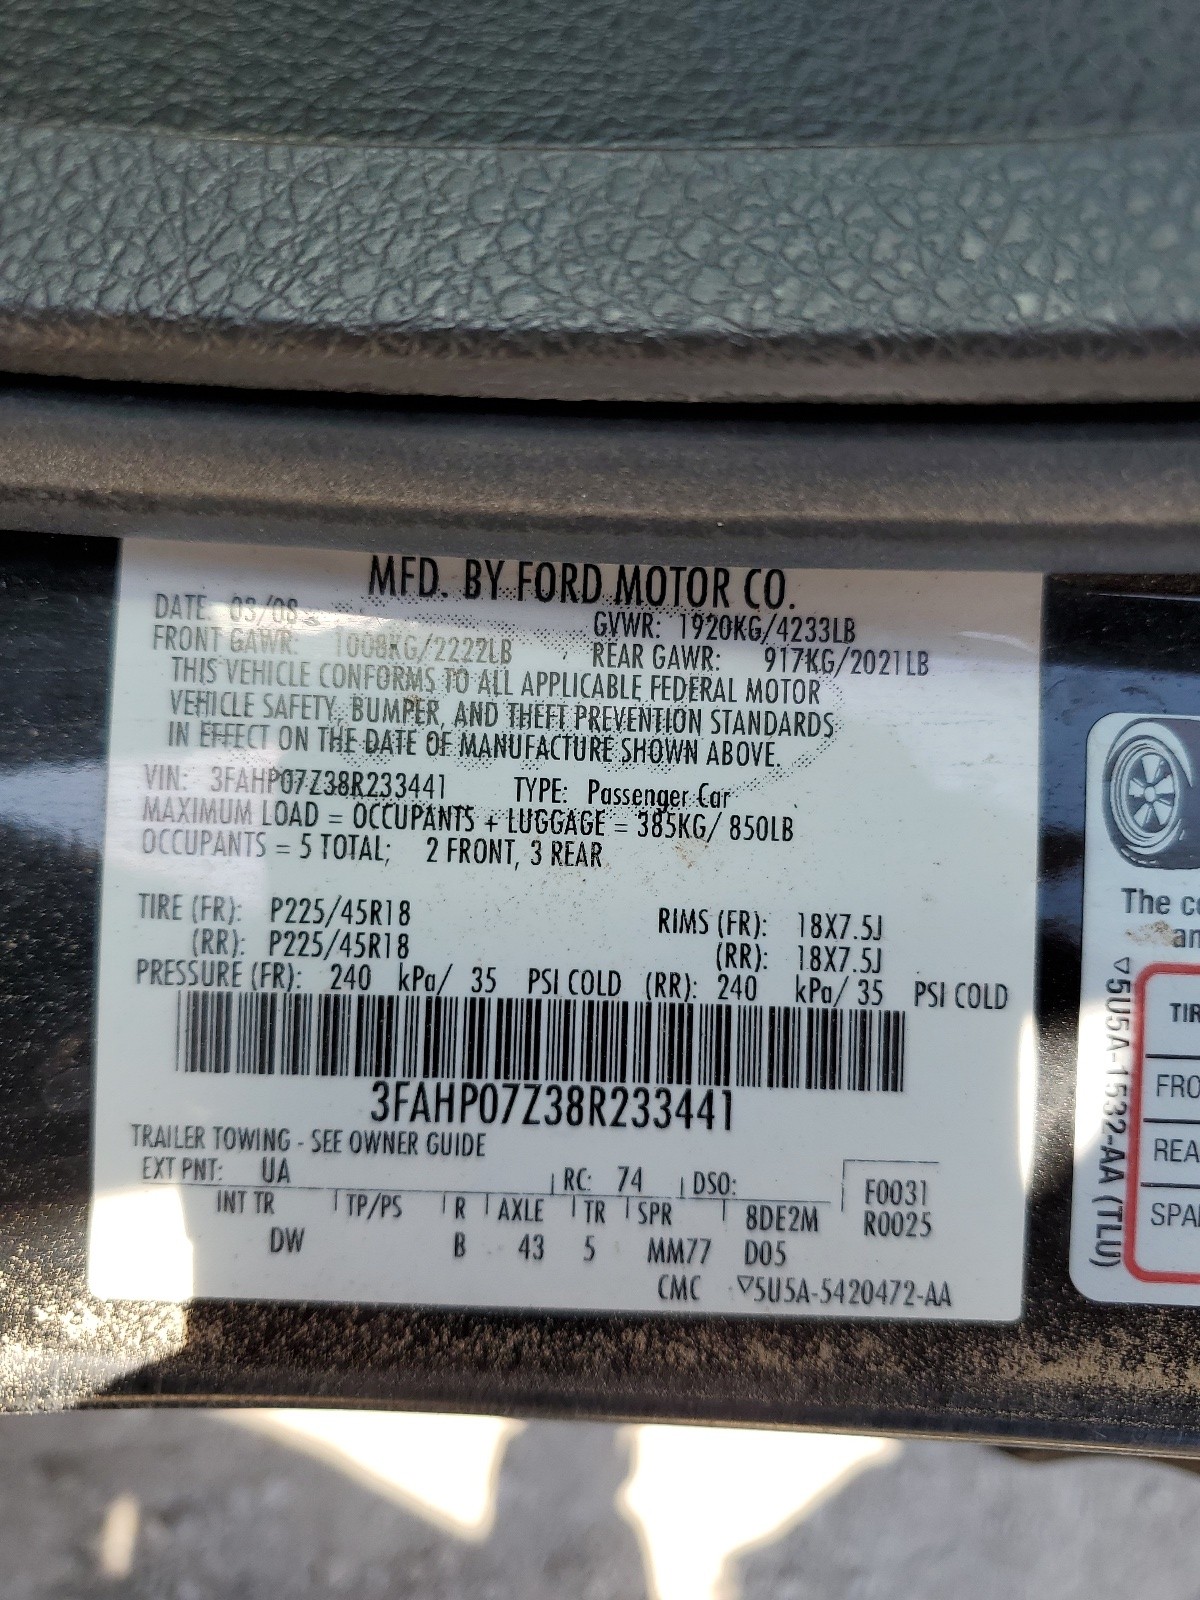 MFD. BY FORD MOTOR CO.
DATE: 03/08 GVWR: 1920KG/4233LB
FRONT GAWR: 1008KG/2222LB REAR GAWR: 917KG/2021LB
THIS VEHICLE CONFORMS TO ALL APPLICABLE FEDERAL MOTOR
VEHICLE SAFETY, BUMPER, AND THEFT PREVENTION STANDARDS
IN EFFECT ON THE DATE OF MANUFACTURE SHOWN ABOVE.
VIN: 3FAHP07Z38R233441 TYPE: Passenger Car
MAXIMUM LOAD = OCCUPANTS + LUGGAGE = 385KG/ 850LB
OCCUPANTS = 5 TOTAL; 2 FRONT, 3 REAR
TIRE (FR): P225/45R18 RIMS (FR): 18X7.5J
(RR): P225/45R18 (RR): 18X7.5J
PRESSURE (FR): 240 kPa/ 35 PSI COLD (RR): 240 kPa/ 35 PSI COLD
3FAHP07Z38R233441
TRAILER TOWING - SEE OWNER GUIDE
EXT PNT: UA RC: 74 DSO: F0031
INT TR TP/PS R AXLE TR SPR 8DE2M R0025
DW B 43 5 MM77 D05
CMC ▽5U5A-5420472-AA
The c
an
▽5U5A-1532-AA (TLU)
TIR
FRO
REA
SPA